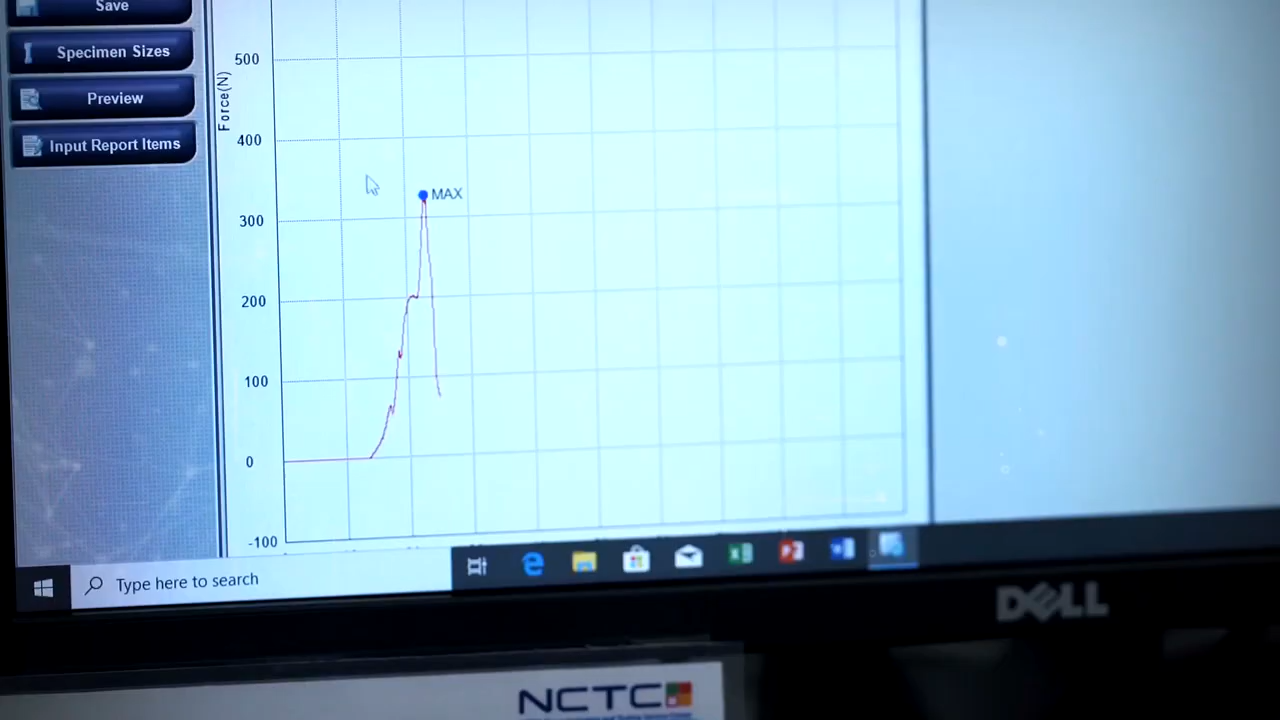 Save
Specimen Sizes
Preview
Input Report Items
Force(N)
500
400
300
200
100
0
-100
MAX
Type here to search
DELL
NCTC